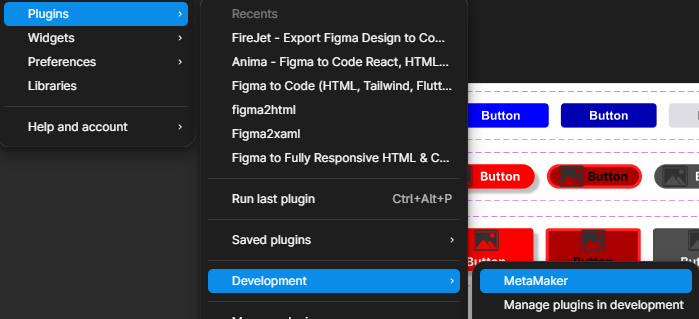 Plugins
Widgets
Preferences
Libraries
Help and account
Recents
FireJet - Export Figma Design to Co...
Anima - Figma to Code React, HTML...
Figma to Code (HTML, Tailwind, Flutt...
figma2html
Figma2xaml
Figma to Fully Responsive HTML & C...
Run last plugin Ctrl+Alt+P
Saved plugins
Development
MetaMaker
Manage plugins in development
Button Button
Button Button
Button Button